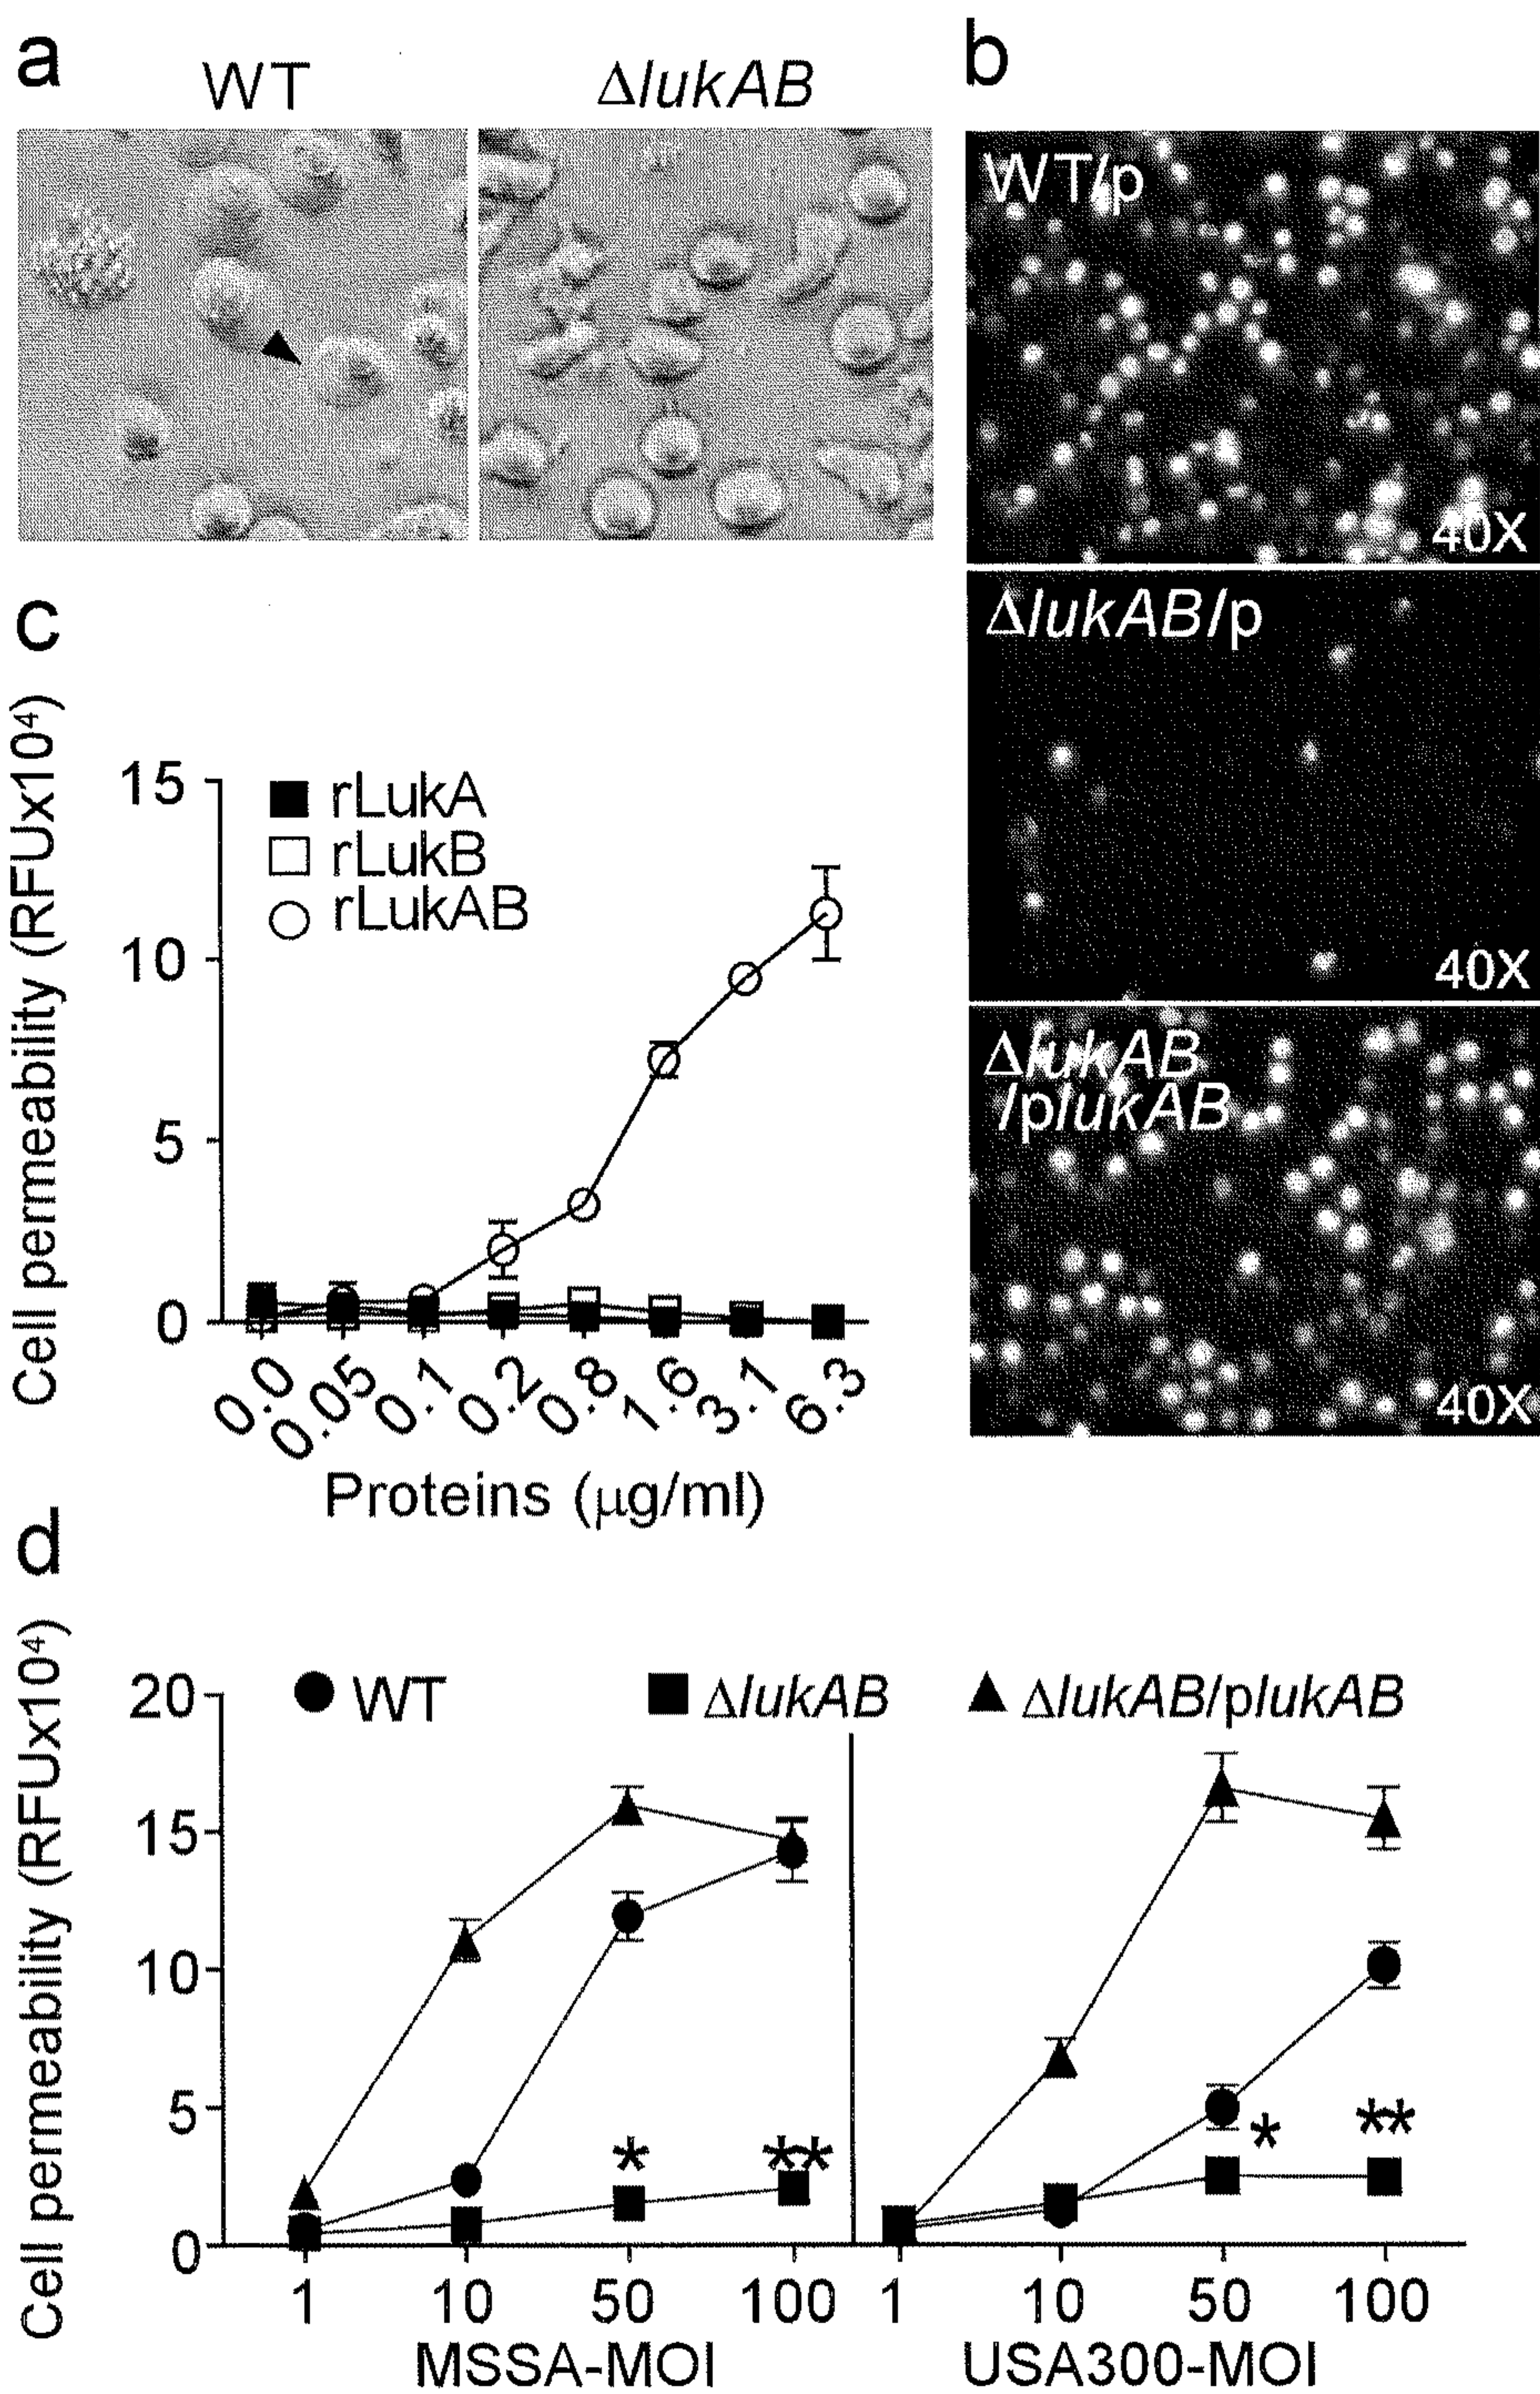 a
WT
ΔlukAB
b
WT/p
40X
ΔlukAB/p
40X
ΔlukAB
/plukAB
40X
c
Cell permeability (RFUx10⁴)
15
10
5
0
rLukA
rLukB
rLukAB
0.0 0.05 0.1 0.2 0.8 1.6 3.1 6.3
Proteins (μg/ml)
d
Cell permeability (RFUx10⁴)
20
15
10
5
0
WT ΔlukAB ΔlukAB/plukAB
* ** * **
1 10 50 100 1 10 50 100
MSSA-MOI USA300-MOI